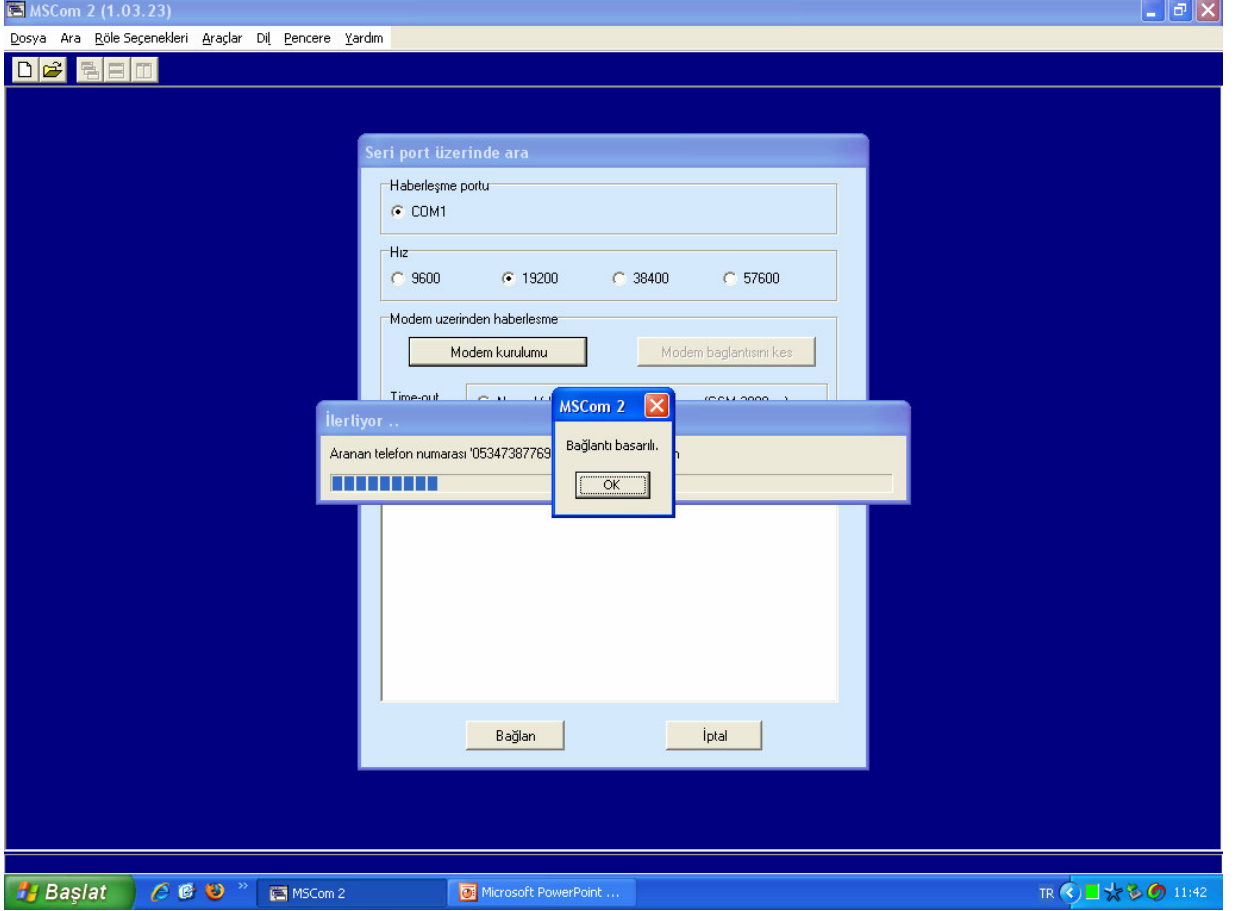 MSCom 2 (1.03.23)
Dosya Ara Röle Seçenekleri Araçlar Dil Pencere Yardım
Seri port üzerinde ara
Haberleşme portu
COM1
Hız
9600 19200 38400 57600
Modem uzerinden haberlesme
Modem kurulumu Modem baglantısını kes
Time-out
MSCom 2
İlerliyor ..
Bağlantı basarılı.
Aranan telefon numarası '05347387769
OK
Bağlan İptal
Başlat MSCom 2 Microsoft PowerPoint ... TR 11:42